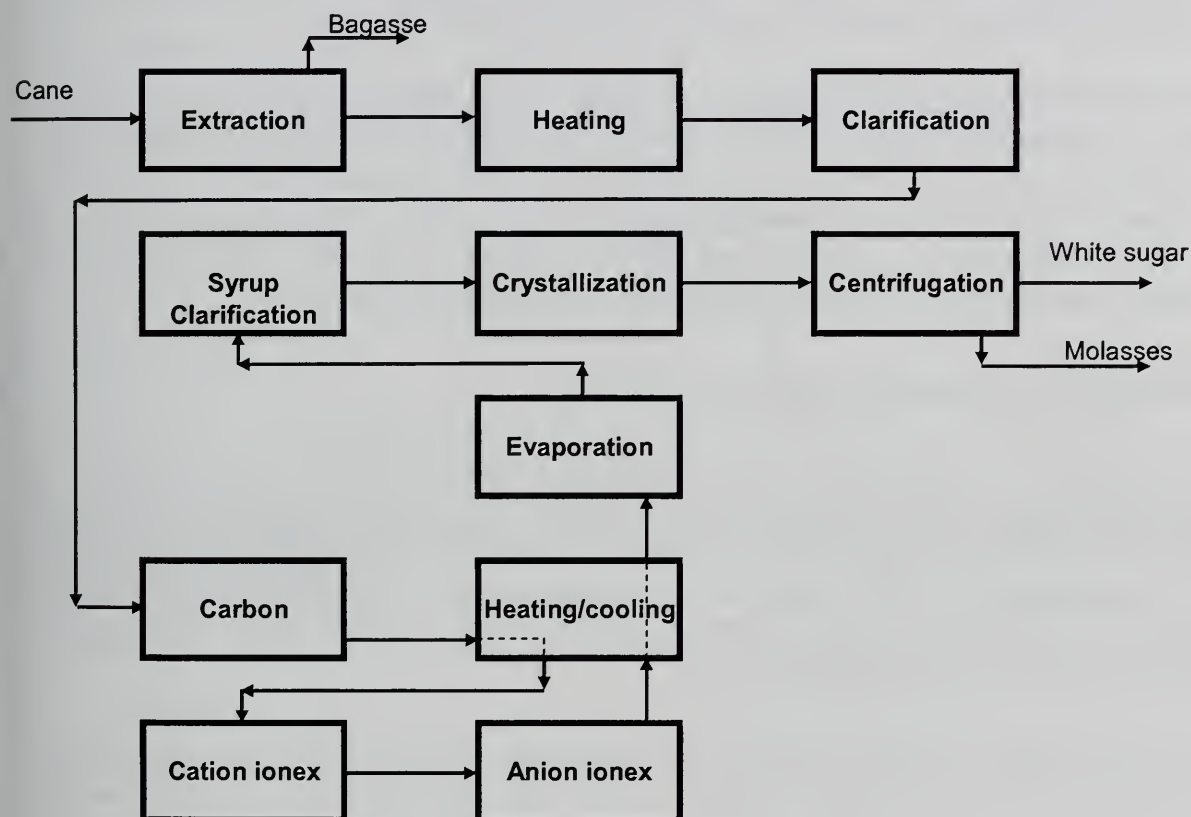 Bagasse
Cane
Extraction
Heating
Clarification
Syrup
Clarification
Crystallization
Centrifugation
White sugar
Molasses
Evaporation
Carbon
Heating/cooling
Cation ionex
Anion ionex